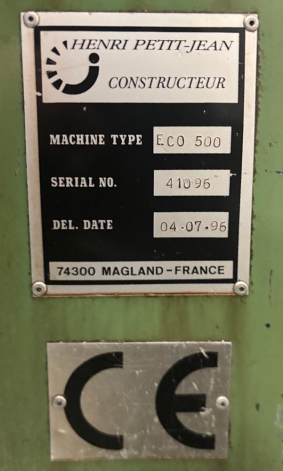 HENRI PETIT-JEAN
CONSTRUCTEUR
MACHINE TYPE ECO 500
SERIAL NO. 41096
DEL. DATE 04-07-96
74300 MAGLAND-FRANCE
CE